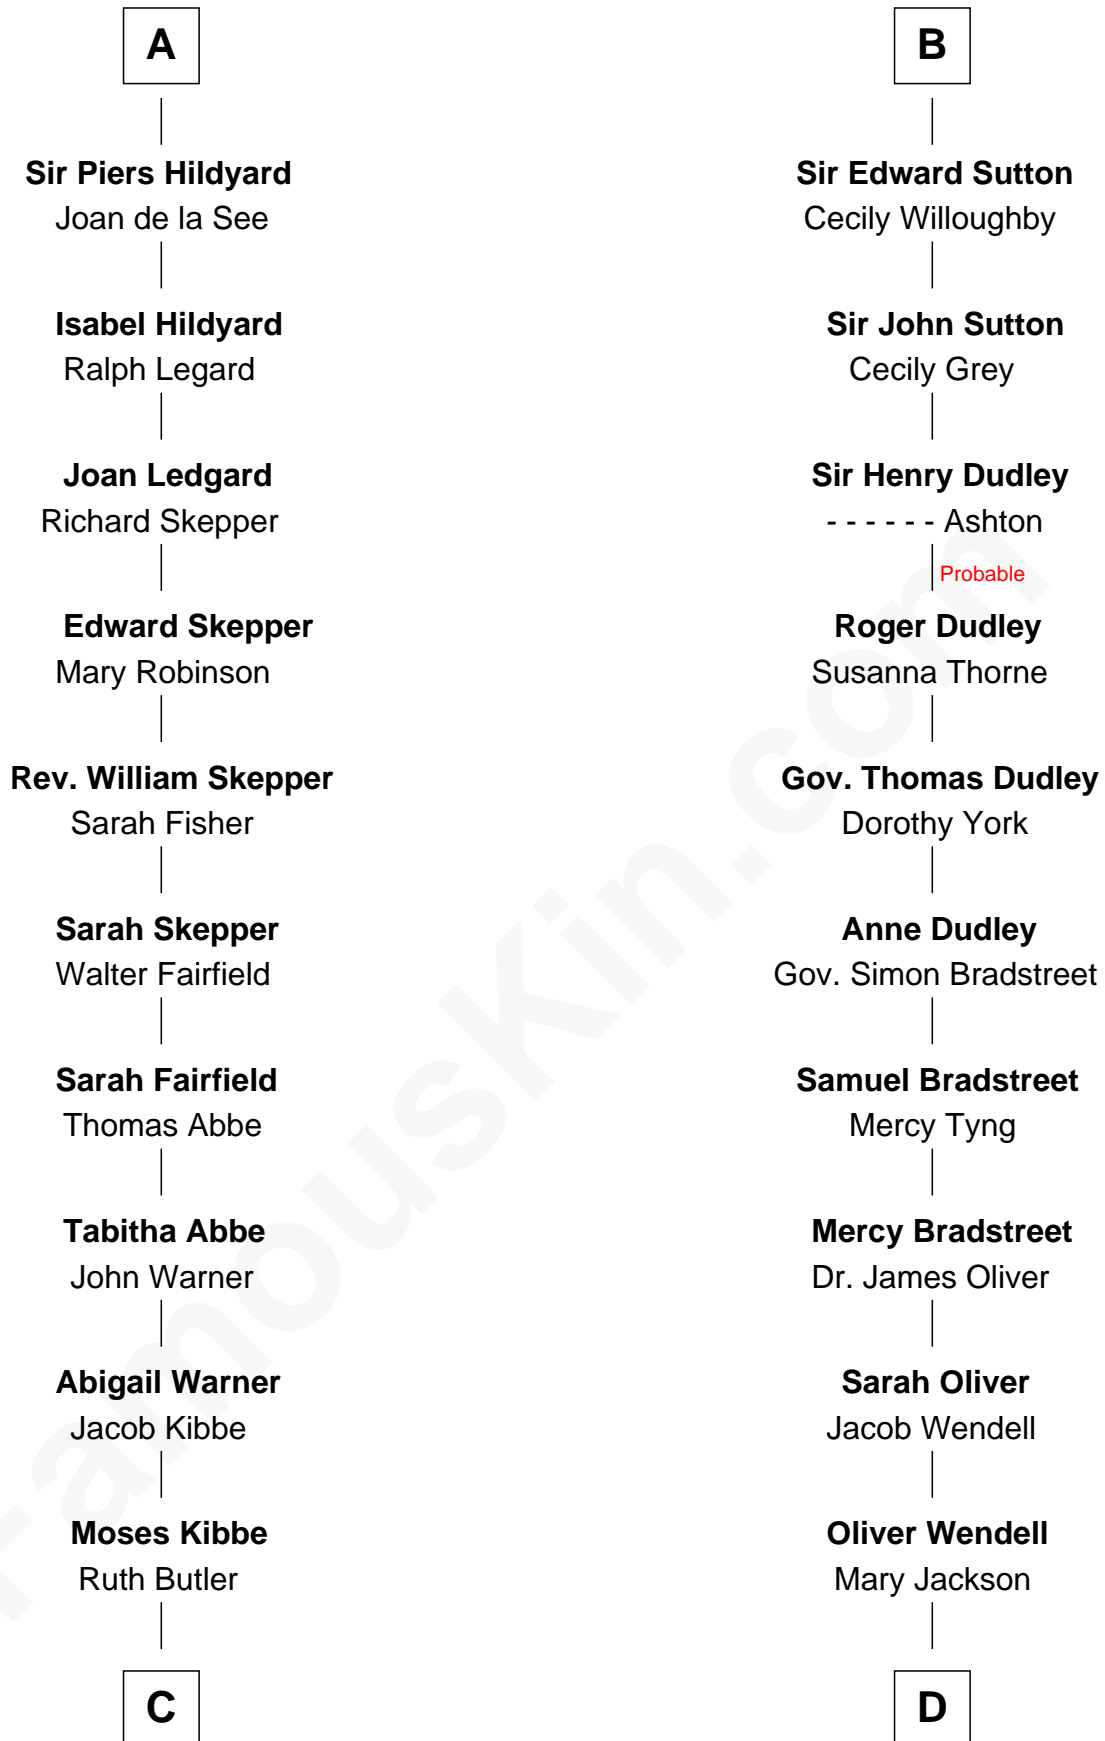 A
Sir Piers Hildyard
Joan de la See
Isabel Hildyard
Ralph Legard
Joan Ledgard
Richard Skepper
Edward Skepper
Mary Robinson
Rev. William Skepper
Sarah Fisher
Sarah Skepper
Walter Fairfield
Sarah Fairfield
Thomas Abbe
Tabitha Abbe
John Warner
Abigail Warner
Jacob Kibbe
Moses Kibbe
Ruth Butler
C
B
Sir Edward Sutton
Cecily Willoughby
Sir John Sutton
Cecily Grey
Sir Henry Dudley
- - - - - - Ashton
Probable
Roger Dudley
Susanna Thorne
Gov. Thomas Dudley
Dorothy York
Anne Dudley
Gov. Simon Bradstreet
Samuel Bradstreet
Mercy Tyng
Mercy Bradstreet
Dr. James Oliver
Sarah Oliver
Jacob Wendell
Oliver Wendell
Mary Jackson
D
FamousKin.com